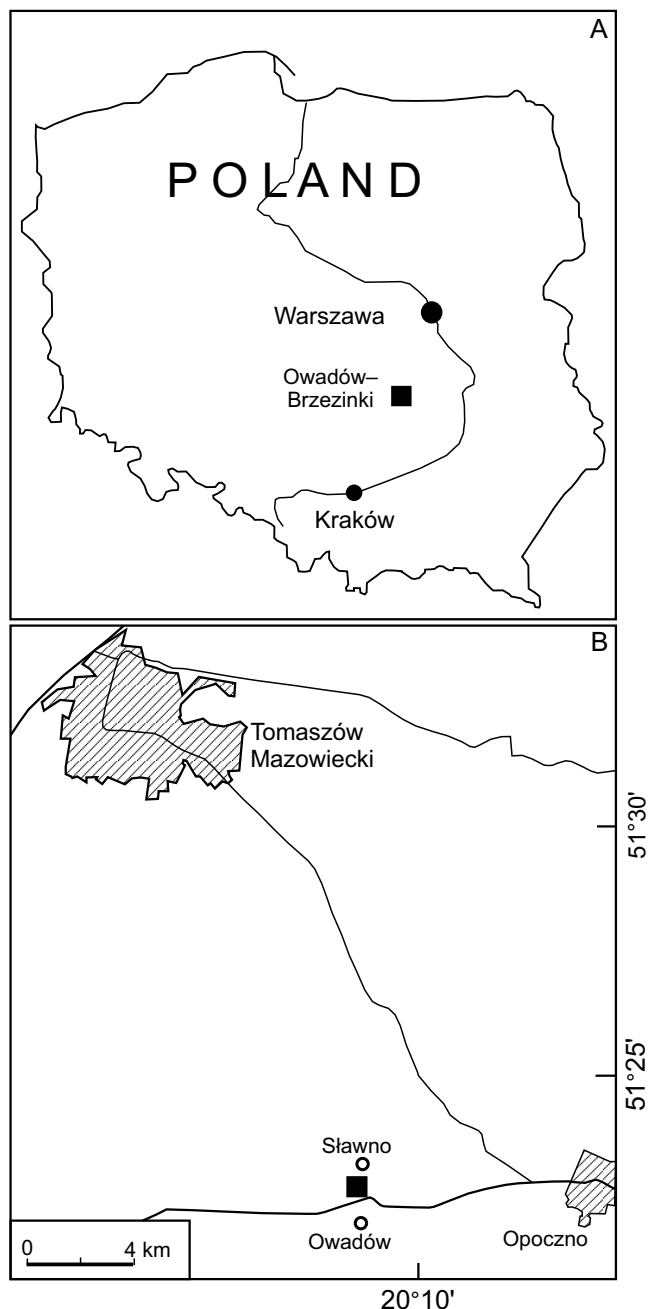 A
POLAND
Warszawa
Owadów–
Brzezinki
Kraków
B
Tomaszów
Mazowiecki
51°30'
51°25'
Sławno
Owadów
Opoczno
0 4 km
20°10'